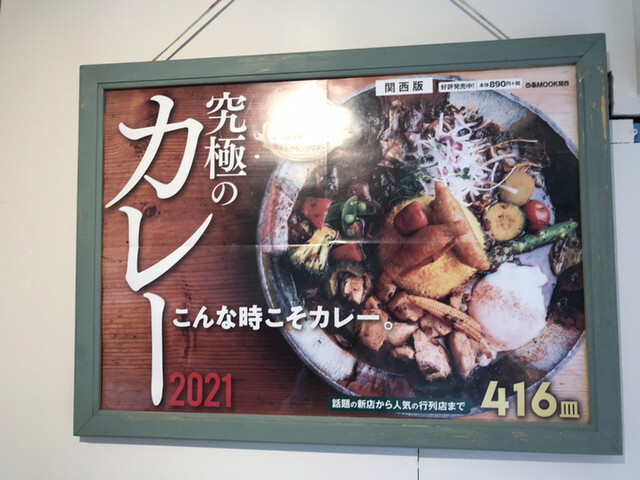 関西版
好評発売中!
本体890円+税
ぴあMOOK関西
究極の
カレー
2021
こんな時こそカレー。
話題の新店から人気の行列店まで
416皿